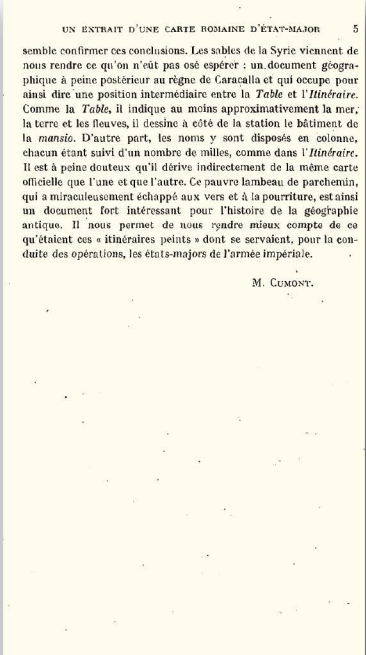 UN EXTRAIT D'UNE CARTE ROMAINE D'ÉTAT-MAJOR 5
semble confirmer ces conclusions. Les sables de la Syrie viennent de
nous rendre ce qu'on n'eût pas osé espérer : un document géogra-
phique à peine postérieur au règne de Caracalla et qui occupe pour
ainsi dire une position intermédiaire entre la Table et l'Itinéraire.
Comme la Table, il indique au moins approximativement la mer,
la terre et les fleuves, il dessine à côté de la station le bâtiment de
la mansio. D'autre part, les noms y sont disposés en colonne,
chacun étant suivi d'un nombre de milles, comme dans l'Itinéraire.
Il est à peine douteux qu'il dérive indirectement de la même carte
officielle que l'une et que l'autre. Ce pauvre lambeau de parchemin,
qui a miraculeusement échappé aux vers et à la pourriture, est ainsi
un document fort intéressant pour l'histoire de la géographie
antique. Il nous permet de nous rendre mieux compte de ce
qu'étaient ces « itinéraires peints » dont se servaient, pour la con-
duite des opérations, les états-majors de l'armée impériale.
M. CUMONT.